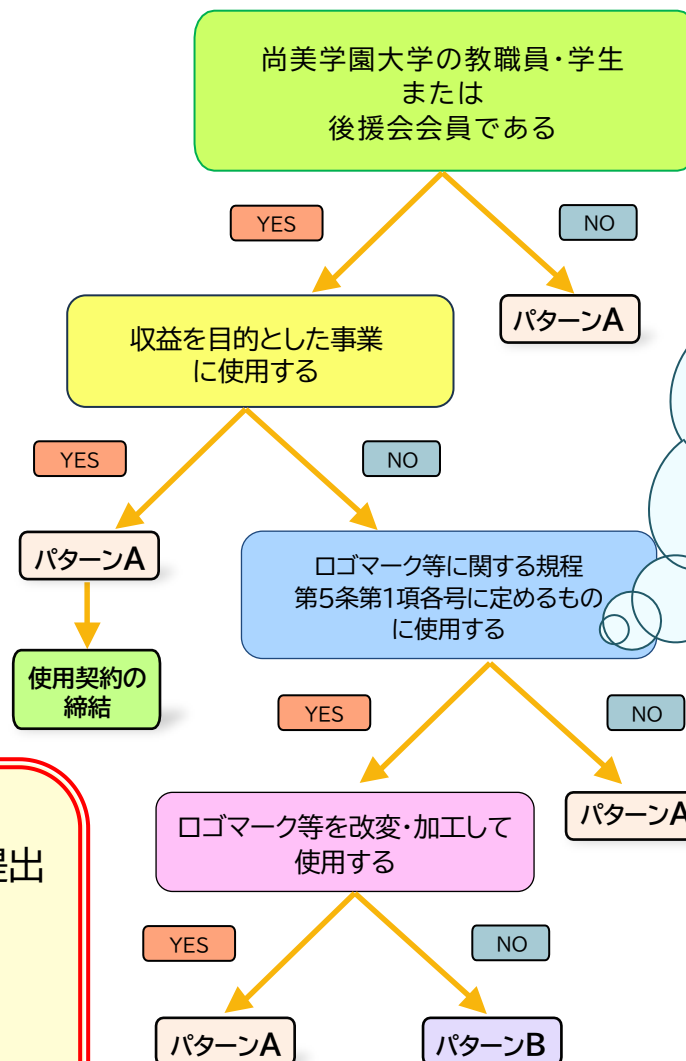 尚美学園大学の教職員・学生
または
後援会会員である
YES
NO
パターンA
収益を目的とした事業
に使用する
YES
NO
パターンA
使用契約の
締結
ロゴマーク等に関する規程
第5条第1項各号に定めるもの
に使用する
YES
NO
パターンA
ロゴマーク等を改変・加工して
使用する
提出
YES
NO
パターンA
パターンB